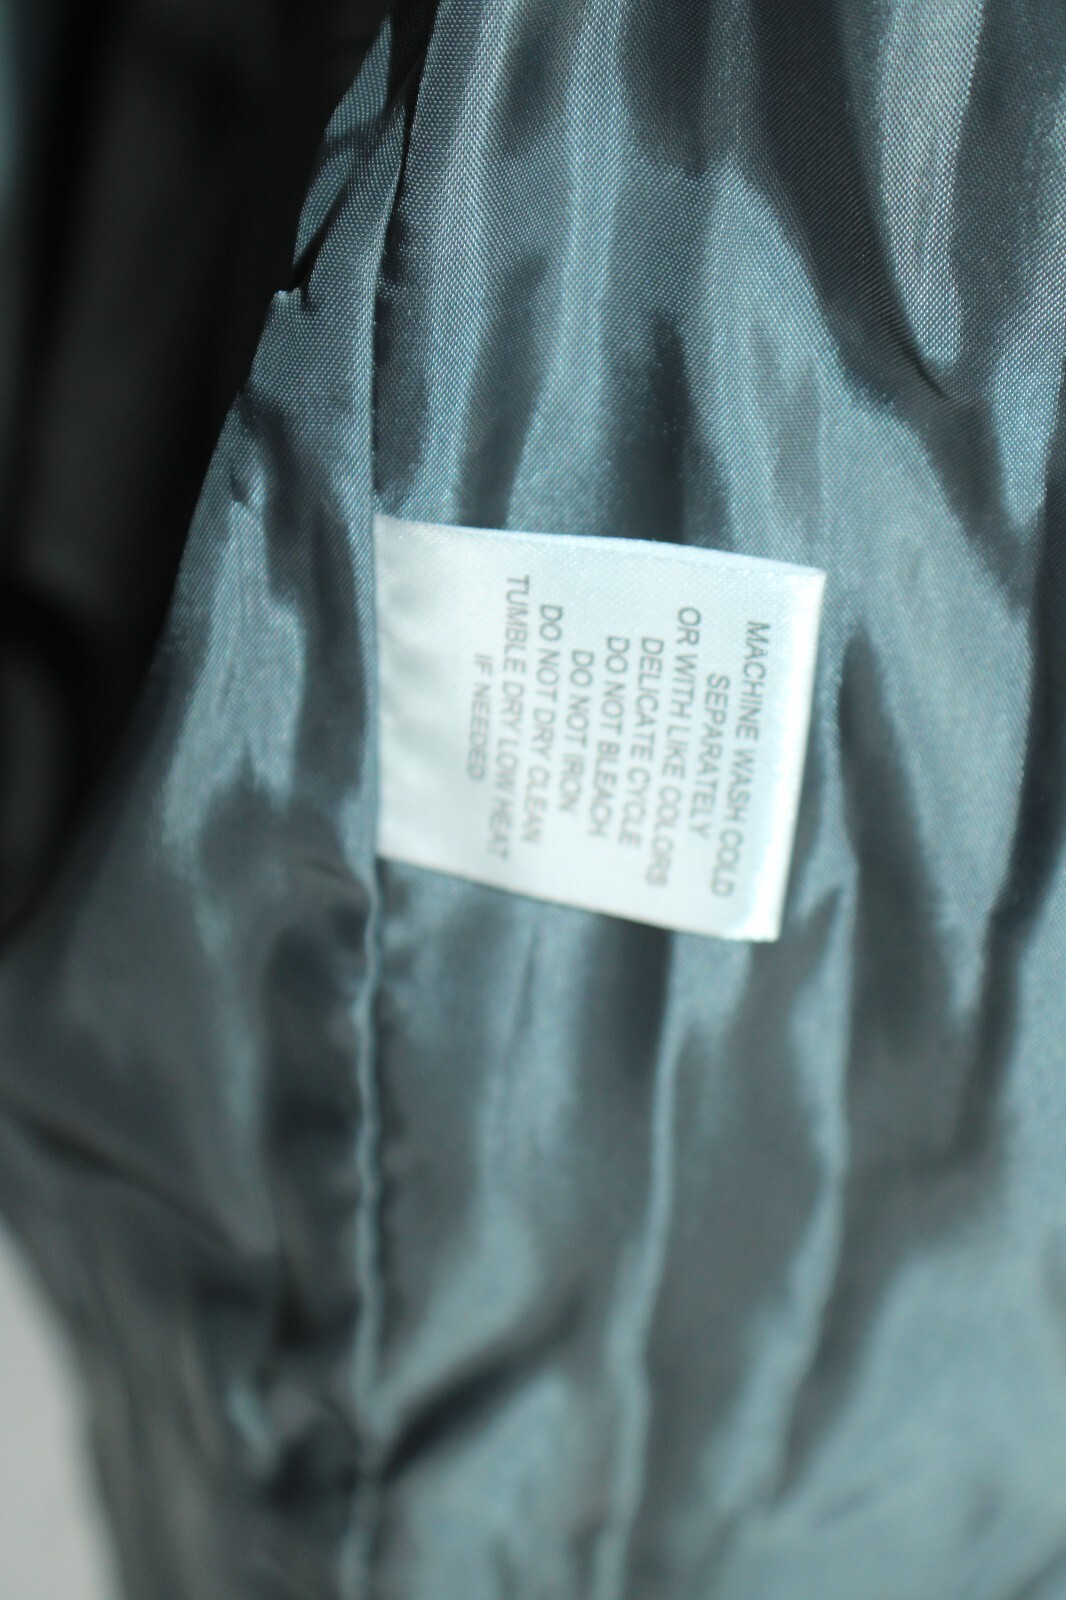 MACHINE WASH COLD
SEPARATELY
OR WITH LIKE COLORS
DELICATE CYCLE
DO NOT BLEACH
DO NOT IRON
DO NOT DRY CLEAN
TUMBLE DRY LOW HEAT
IF NEEDED